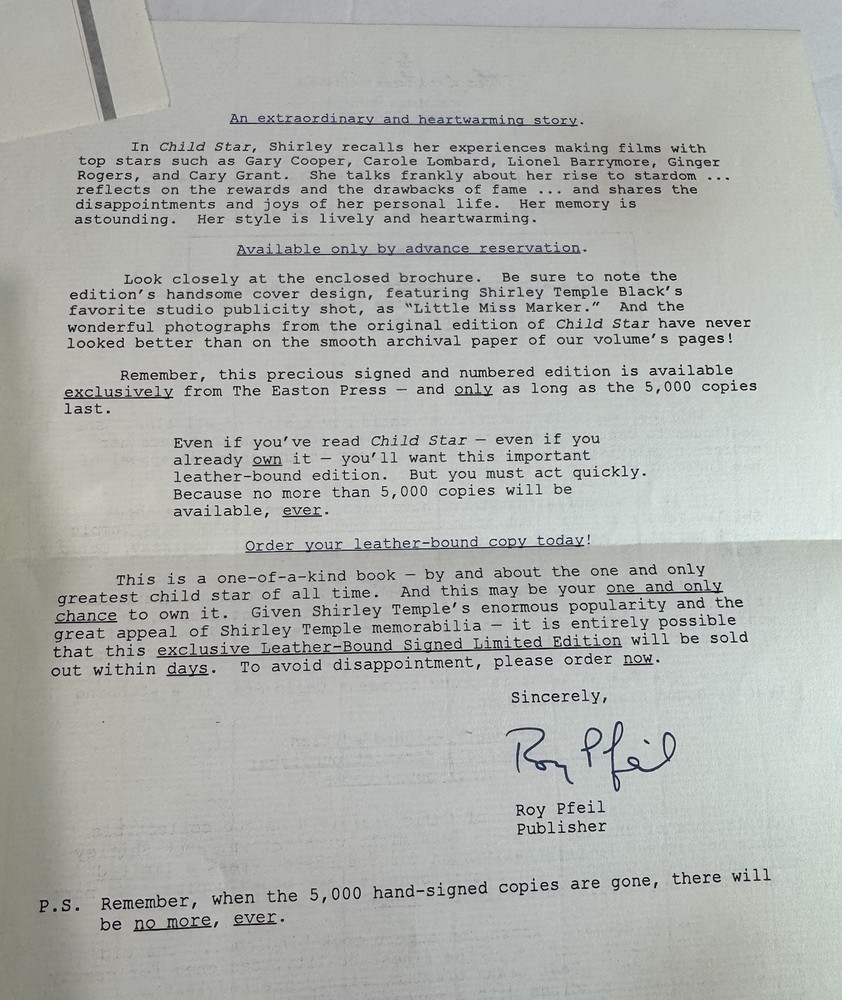 An extraordinary and heartwarming story.
In Child Star, Shirley recalls her experiences making films with
top stars such as Gary Cooper, Carole Lombard, Lionel Barrymore, Ginger
Rogers, and Cary Grant. She talks frankly about her rise to stardom ...
reflects on the rewards and the drawbacks of fame ... and shares the
disappointments and joys of her personal life. Her memory is
astounding. Her style is lively and heartwarming.
Available only by advance reservation.
Look closely at the enclosed brochure. Be sure to note the
edition's handsome cover design, featuring Shirley Temple Black's
favorite studio publicity shot, as "Little Miss Marker." And the
wonderful photographs from the original edition of Child Star have never
looked better than on the smooth archival paper of our volume's pages!
Remember, this precious signed and numbered edition is available
exclusively from The Easton Press — and only as long as the 5,000 copies
last.
Even if you've read Child Star — even if you
already own it — you'll want this important
leather-bound edition. But you must act quickly.
Because no more than 5,000 copies will be
available, ever.
Order your leather-bound copy today!
This is a one-of-a-kind book — by and about the one and only
greatest child star of all time. And this may be your one and only
chance to own it. Given Shirley Temple's enormous popularity and the
great appeal of Shirley Temple memorabilia — it is entirely possible
that this exclusive Leather-Bound Signed Limited Edition will be sold
out within days. To avoid disappointment, please order now.
Sincerely,
Roy Pfeil
Roy Pfeil
Publisher
P.S. Remember, when the 5,000 hand-signed copies are gone, there will
be no more, ever.